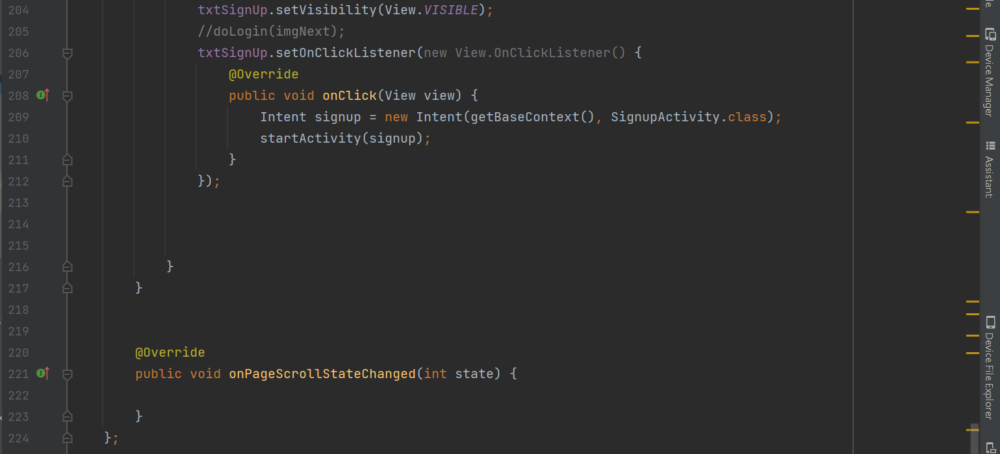 204 txtSignUp.setVisibility(View.VISIBLE);
205 //doLogin(imgNext);
206 txtSignUp.setOnClickListener(new View.OnClickListener() {
207 @Override
208 public void onClick(View view) {
209 Intent signup = new Intent(getBaseContext(), SignupActivity.class);
210 startActivity(signup);
211 }
212 });
213
214
215
216 }
217 }
218
219
220 @Override
221 public void onPageScrollStateChanged(int state) {
222
223 }
224 };
Device Manager
Assistant:
Device File Explorer